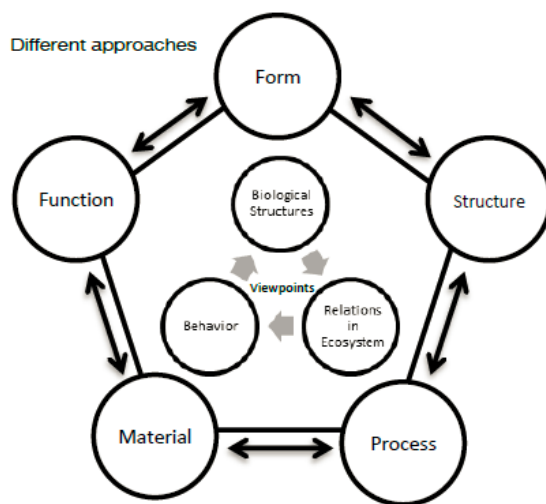 Different approaches
Form
Function
Structure
Biological
Structures
Viewpoints
Behavior
Relations
in
Ecosystem
Material
Process